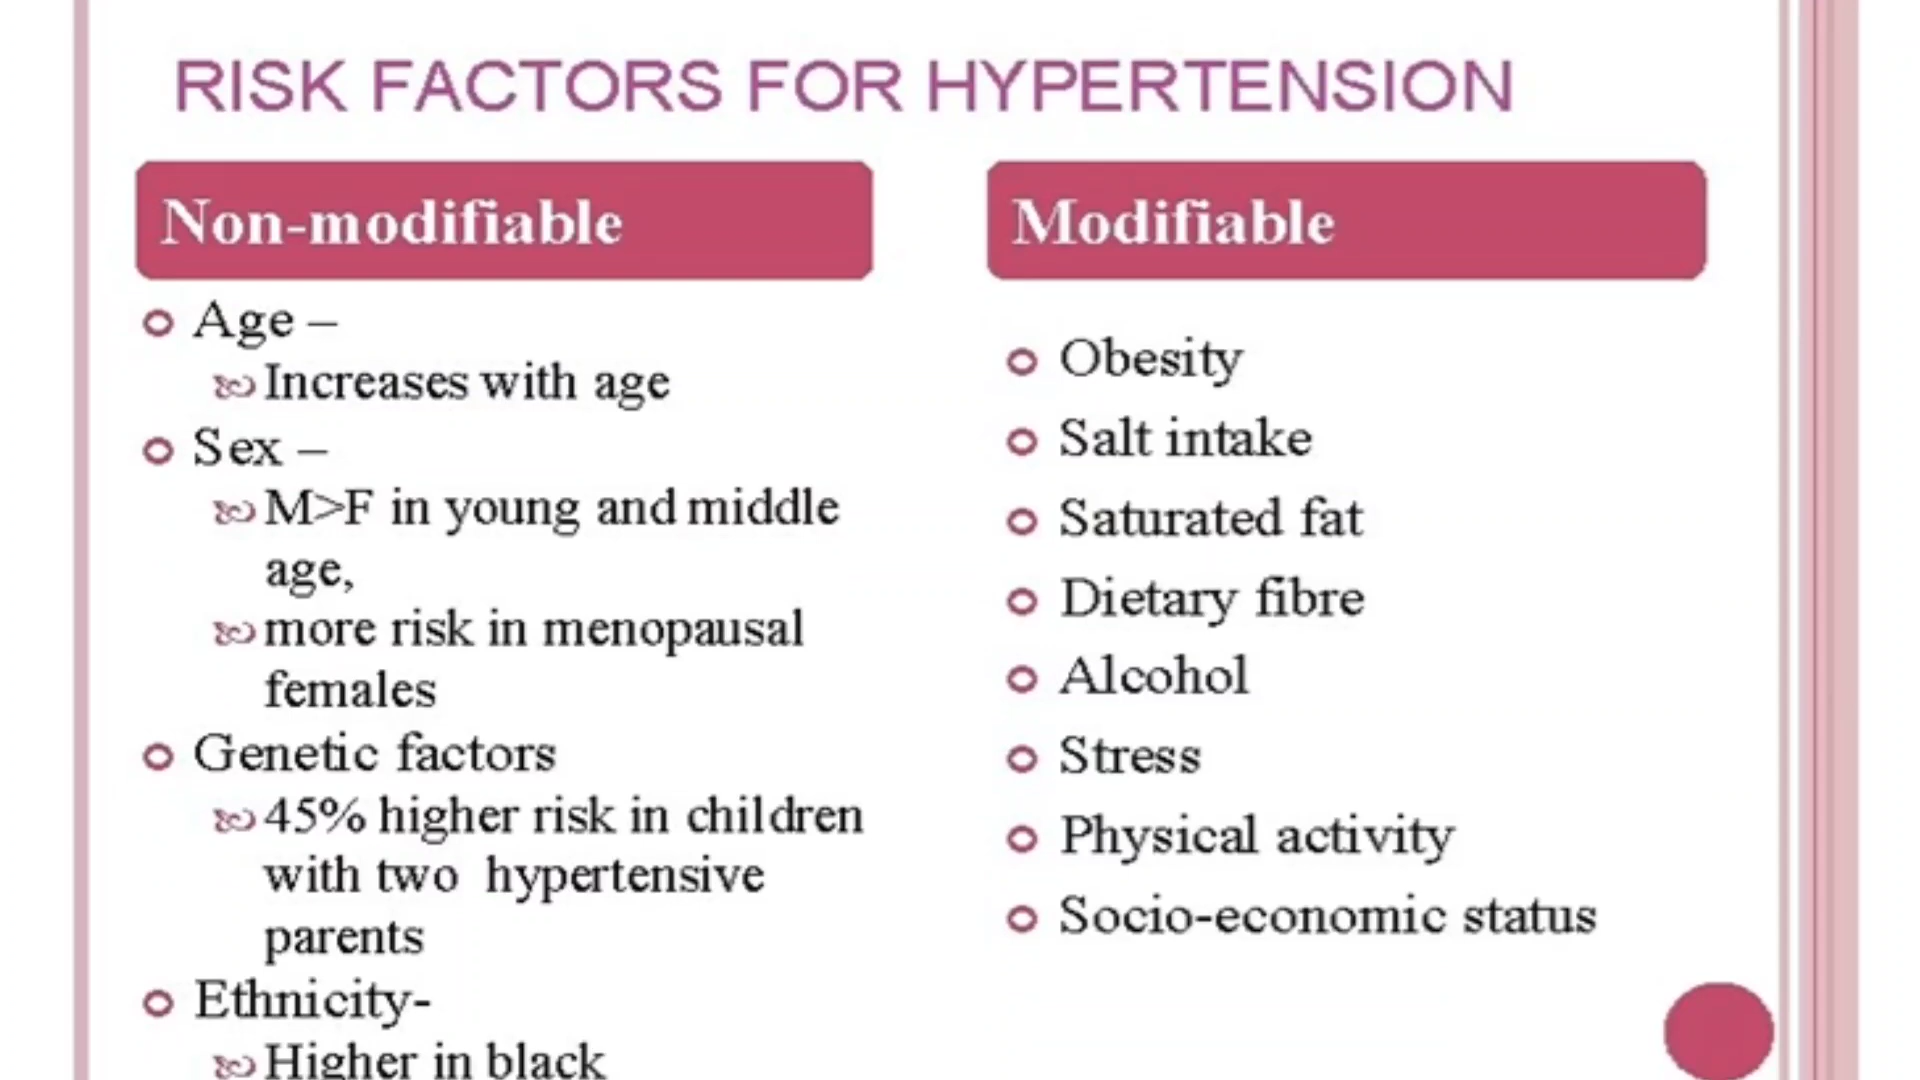 RISK FACTORS FOR HYPERTENSION
Non-modifiable
Age –
Increases with age
Sex –
M>F in young and middle
age,
more risk in menopausal
females
Genetic factors
45% higher risk in children
with two hypertensive
parents
Ethnicity-
Higher in black
Modifiable
Obesity
Salt intake
Saturated fat
Dietary fibre
Alcohol
Stress
Physical activity
Socio-economic status